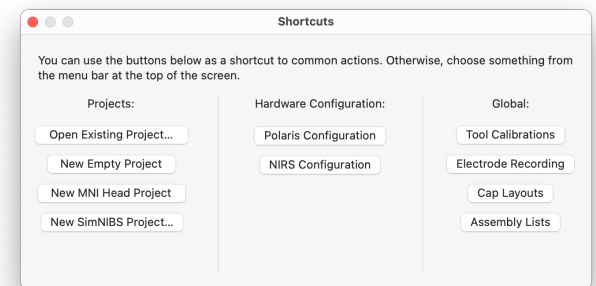 Shortcuts
You can use the buttons below as a shortcut to common actions. Otherwise, choose something from
the menu bar at the top of the screen.
Projects:
Open Existing Project...
New Empty Project
New MNI Head Project
New SimNIBS Project...
Hardware Configuration:
Polaris Configuration
NIRS Configuration
Global:
Tool Calibrations
Electrode Recording
Cap Layouts
Assembly Lists